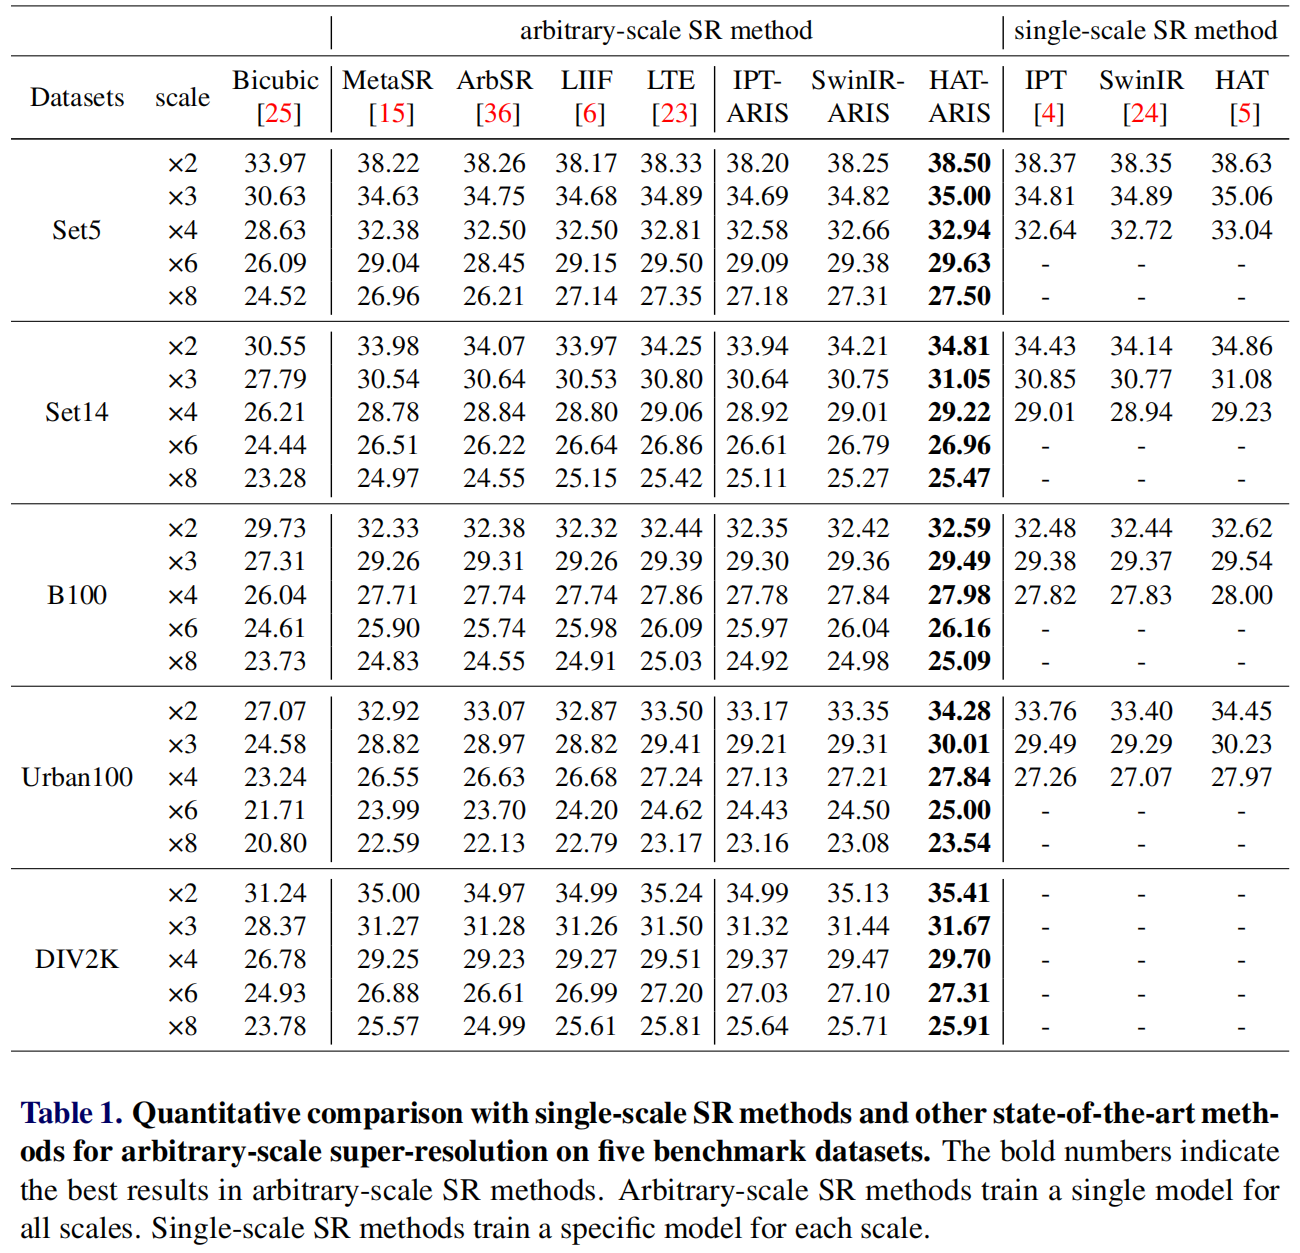 arbitrary-scale SR method single-scale SR method
Datasets scale Bicubic [25] MetaSR [15] ArbSR [36] LIIF [6] LTE [23] IPT-ARIS SwinIR-ARIS HAT-ARIS IPT [4] SwinIR [24] HAT [5]
×2 33.97 38.22 38.26 38.17 38.33 38.20 38.25 38.50 38.37 38.35 38.63
×3 30.63 34.63 34.75 34.68 34.89 34.69 34.82 35.00 34.81 34.89 35.06
Set5 ×4 28.63 32.38 32.50 32.50 32.81 32.58 32.66 32.94 32.64 32.72 33.04
×6 26.09 29.04 28.45 29.15 29.50 29.09 29.38 29.63 - - -
×8 24.52 26.96 26.21 27.14 27.35 27.18 27.31 27.50 - - -
×2 30.55 33.98 34.07 33.97 34.25 33.94 34.21 34.81 34.43 34.14 34.86
×3 27.79 30.54 30.64 30.53 30.80 30.64 30.75 31.05 30.85 30.77 31.08
Set14 ×4 26.21 28.78 28.84 28.80 29.06 28.92 29.01 29.22 29.01 28.94 29.23
×6 24.44 26.51 26.22 26.64 26.86 26.61 26.79 26.96 - - -
×8 23.28 24.97 24.55 25.15 25.42 25.11 25.27 25.47 - - -
×2 29.73 32.33 32.38 32.32 32.44 32.35 32.42 32.59 32.48 32.44 32.62
×3 27.31 29.26 29.31 29.26 29.39 29.30 29.36 29.49 29.38 29.37 29.54
B100 ×4 26.04 27.71 27.74 27.74 27.86 27.78 27.84 27.98 27.82 27.83 28.00
×6 24.61 25.90 25.74 25.98 26.09 25.97 26.04 26.16 - - -
×8 23.73 24.83 24.55 24.91 25.03 24.92 24.98 25.09 - - -
×2 27.07 32.92 33.07 32.87 33.50 33.17 33.35 34.28 33.76 33.40 34.45
×3 24.58 28.82 28.97 28.82 29.41 29.21 29.31 30.01 29.49 29.29 30.23
Urban100 ×4 23.24 26.55 26.63 26.68 27.24 27.13 27.21 27.84 27.26 27.07 27.97
×6 21.71 23.99 23.70 24.20 24.62 24.43 24.50 25.00 - - -
×8 20.80 22.59 22.13 22.79 23.17 23.16 23.08 23.54 - - -
×2 31.24 35.00 34.97 34.99 35.24 34.99 35.13 35.41 - - -
×3 28.37 31.27 31.28 31.26 31.50 31.32 31.44 31.67 - - -
DIV2K ×4 26.78 29.25 29.23 29.27 29.51 29.37 29.47 29.70 - - -
×6 24.93 26.88 26.61 26.99 27.20 27.03 27.10 27.31 - - -
×8 23.78 25.57 24.99 25.61 25.81 25.64 25.71 25.91 - - -
Table 1. Quantitative comparison with single-scale SR methods and other state-of-the-art meth-
ods for arbitrary-scale super-resolution on five benchmark datasets. The bold numbers indicate
the best results in arbitrary-scale SR methods. Arbitrary-scale SR methods train a single model for
all scales. Single-scale SR methods train a specific model for each scale.